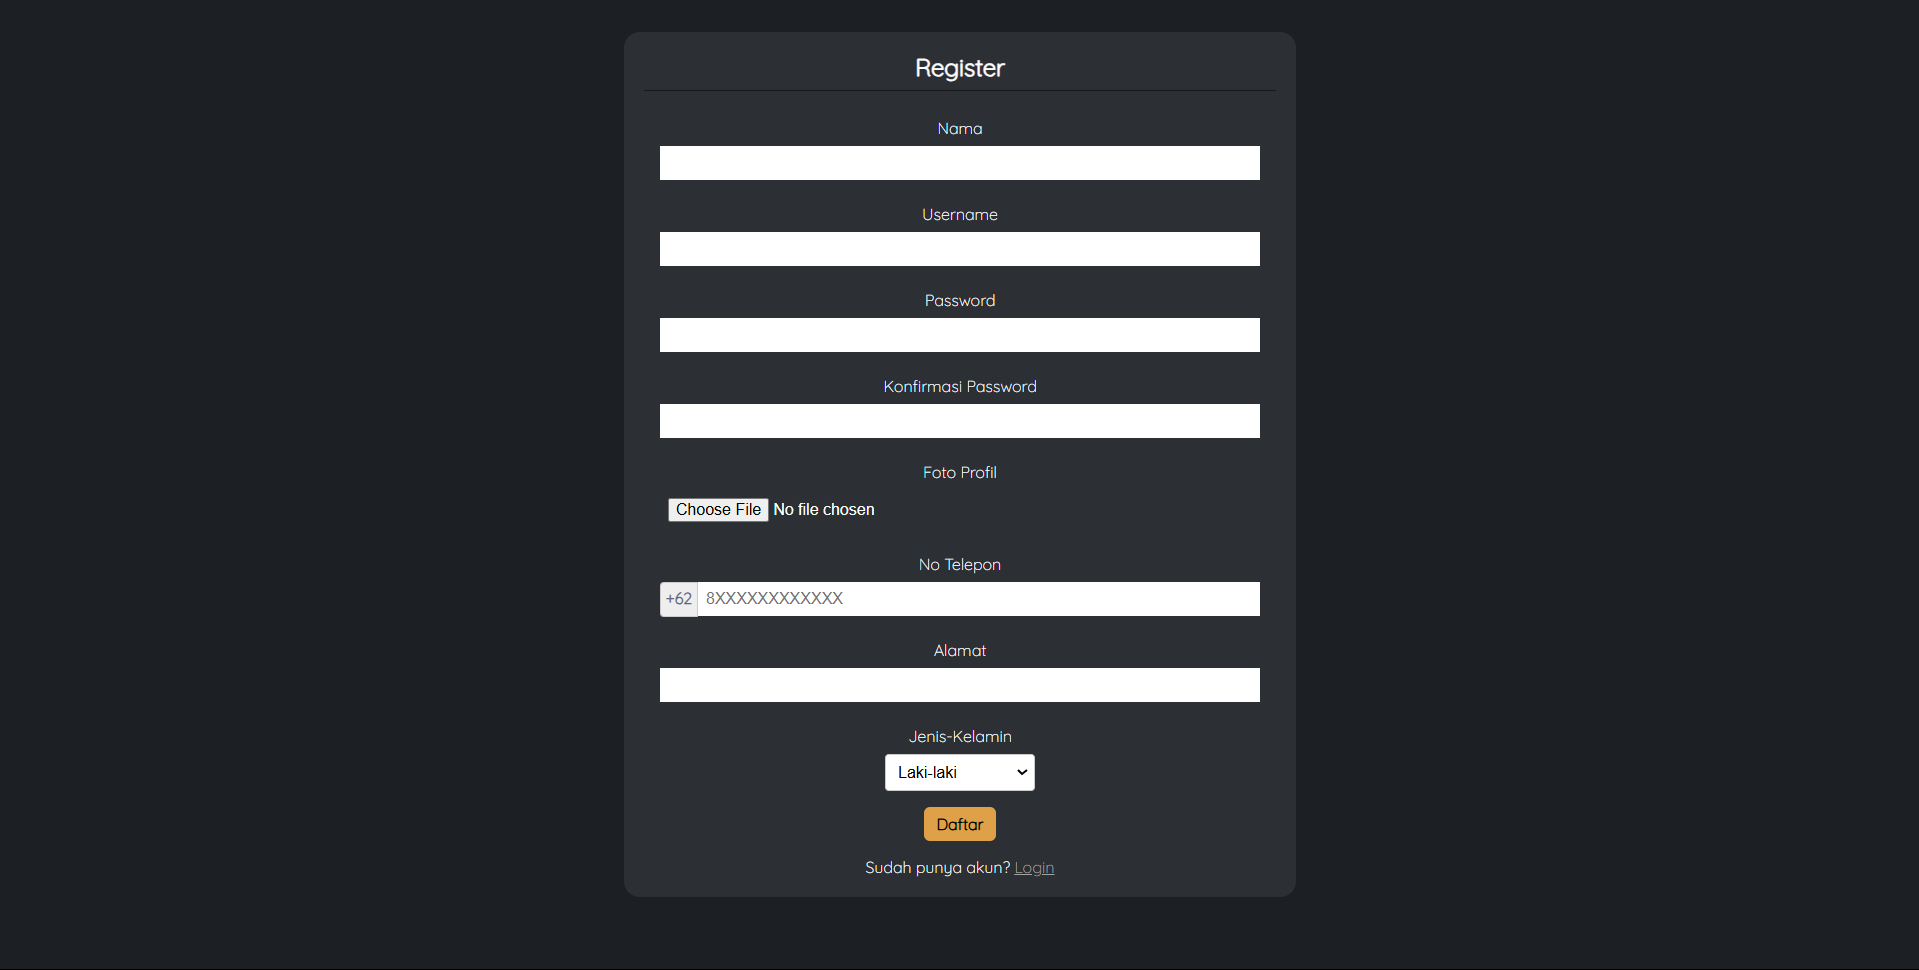 Register
Nama
Username
Password
Konfirmasi Password
Foto Profil
Choose File No file chosen
No Telepon
+62 8XXXXXXXXXXXX
Alamat
Jenis-Kelamin
Laki-laki
Daftar
Sudah punya akun? Login